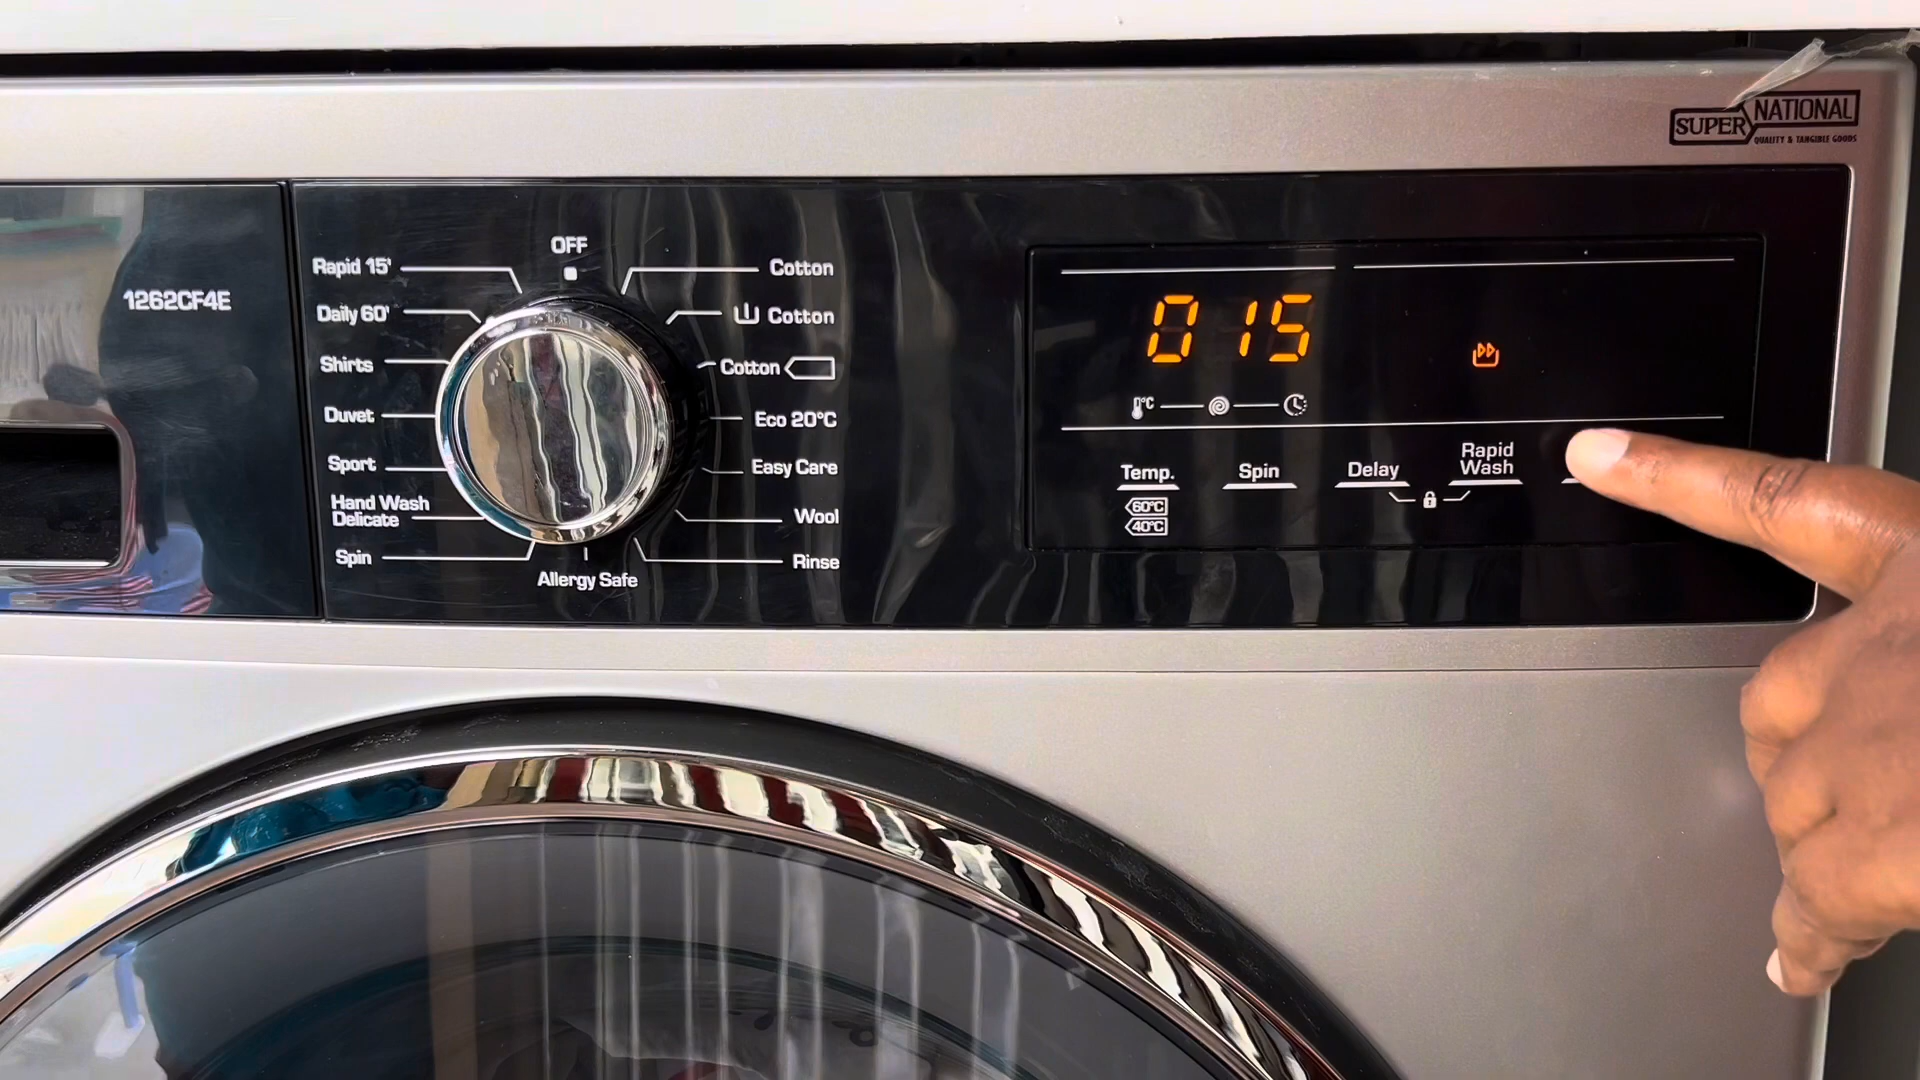 SUPER NATIONAL
QUALITY & TANGIBLE GOODS
1262CF4E
OFF
Rapid 15'
Daily 60'
Shirts
Duvet
Sport
Hand Wash
Delicate
Spin
Allergy Safe
Cotton
Cotton
Cotton
Eco 20°C
Easy Care
Wool
Rinse
015
°C
Temp.
60°C
40°C
Spin
Delay
Rapid
Wash